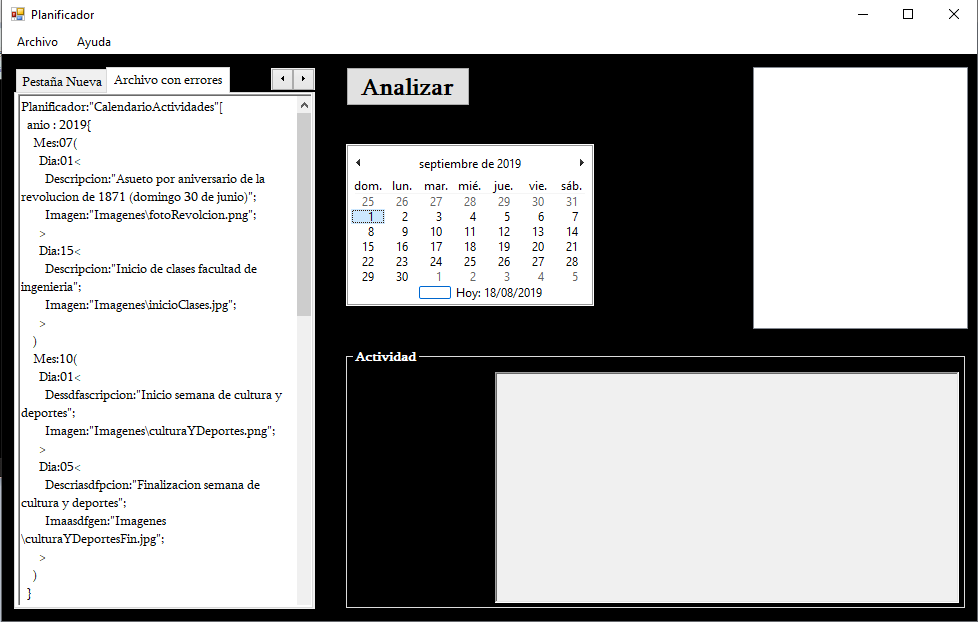 Planificador
Archivo Ayuda
Pestaña Nueva Archivo con errores
Planificador:"CalendarioActividades"[
anio : 2019{
Mes:07(
Dia:01<
Descripcion:"Asueto por aniversario de la
revolucion de 1871 (domingo 30 de junio)";
Imagen:"Imagenes\fotoRevolcion.png";
>
Dia:15<
Descripcion:"Inicio de clases facultad de
ingenieria";
Imagen:"Imagenes\inicioClases.jpg";
>
)
Mes:10(
Dia:01<
Dessdfascripcion:"Inicio semana de cultura y
deportes";
Imagen:"Imagenes\culturaYDeportes.png";
>
Dia:05<
Descriasdfpcion:"Finalizacion semana de
cultura y deportes";
Imaasdfgen:"Imagenes
\culturaYDeportesFin.jpg";
>
)
}
Analizar
septiembre de 2019
dom. lun. mar. mié. jue. vie. sáb.
25 26 27 28 29 30 31
1 2 3 4 5 6 7
8 9 10 11 12 13 14
15 16 17 18 19 20 21
22 23 24 25 26 27 28
29 30 1 2 3 4 5
Hoy: 18/08/2019
Actividad